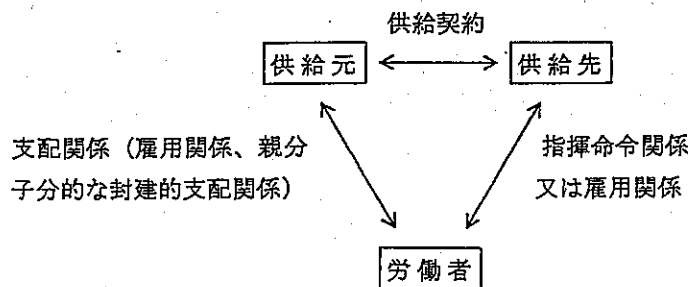 供給契約
供給元
供給先
支配関係（雇用関係、親分
子分的な封建的支配関係）
指揮命令関係
又は雇用関係
労働者